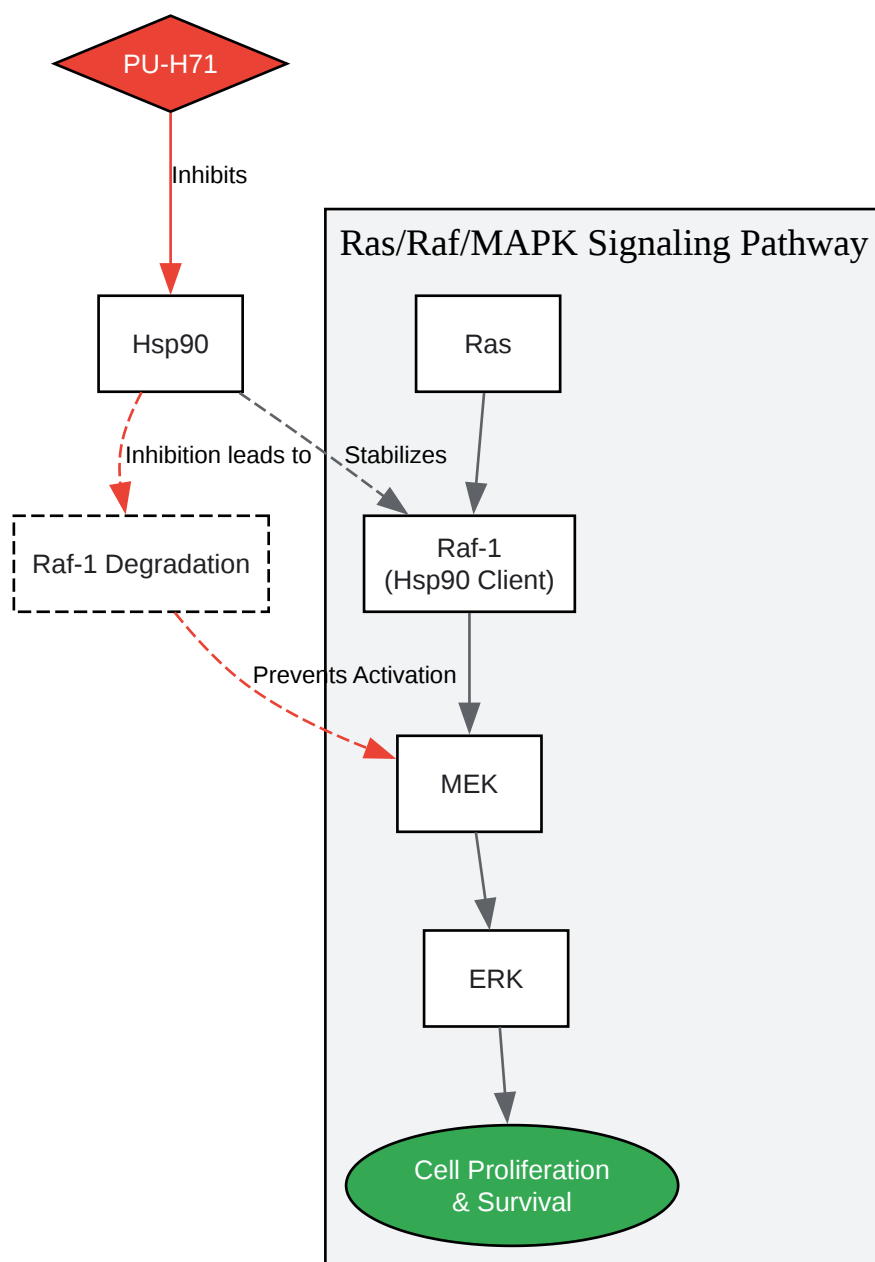 PU-H71
Inhibits
Ras/Raf/MAPK Signaling Pathway
Hsp90
Ras
Inhibition leads to
Stabilizes
Raf-1 Degradation
Raf-1
(Hsp90 Client)
Prevents Activation
MEK
ERK
Cell Proliferation
& Survival